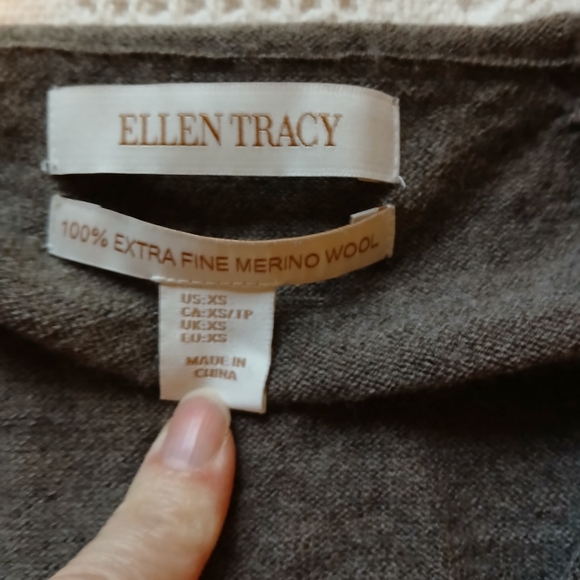 ELLEN TRACY
100% EXTRA FINE MERINO WOOL
US:XS
CA:XS/TP
UK:XS
EU:XS
MADE IN
CHINA